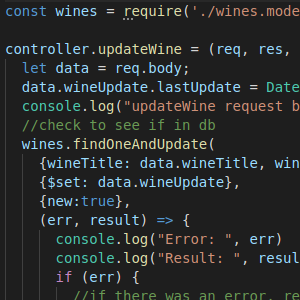 const wines = require('./wines.mode
controller.updateWine = (req, res,
let data = req.body;
data.wineUpdate.lastUpdate = Date
console.log("updateWine request b
//check to see if in db
wines.findOneAndUpdate(
{wineTitle: data.wineTitle, win
{$set: data.wineUpdate},
{new:true},
(err, result) => {
console.log("Error: ", err)
console.log("Result: ", resul
if (err) {
//if there was an error, re